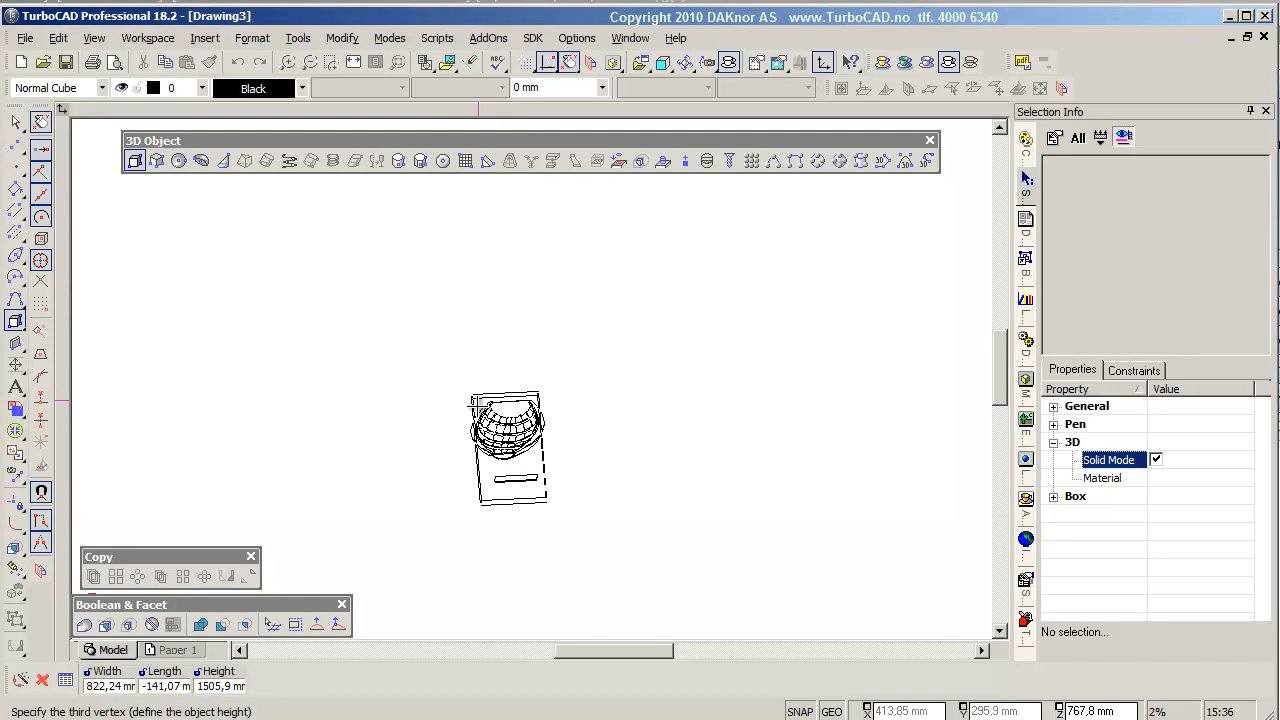 TurboCAD Professional 18.2 - [Drawing3]
Copyright 2010 DAKnor AS www.TurboCAD.no tlf. 4000 6340
File Edit View Workspace Insert Format Tools Modify Modes Scripts AddOns SDK Options Window Help
pdf
Normal Cube 0 Black 0 mm
Selection Info
3D Object
All
C
S
D
B
L
D
M
E
L
A
S
T
Properties Constraints
Property Value
General
Pen
3D
Solid Mode
Material
Box
A
Copy
Boolean & Facet
No selection...
Model Paper 1
Width Length Height
822,24 mr -141,07 m 1505,9 mr
Specify the third vertex (define the object height)
SNAP GEO X 413,85 mm Y 295,9 mm Z 767,8 mm 2% 15:36